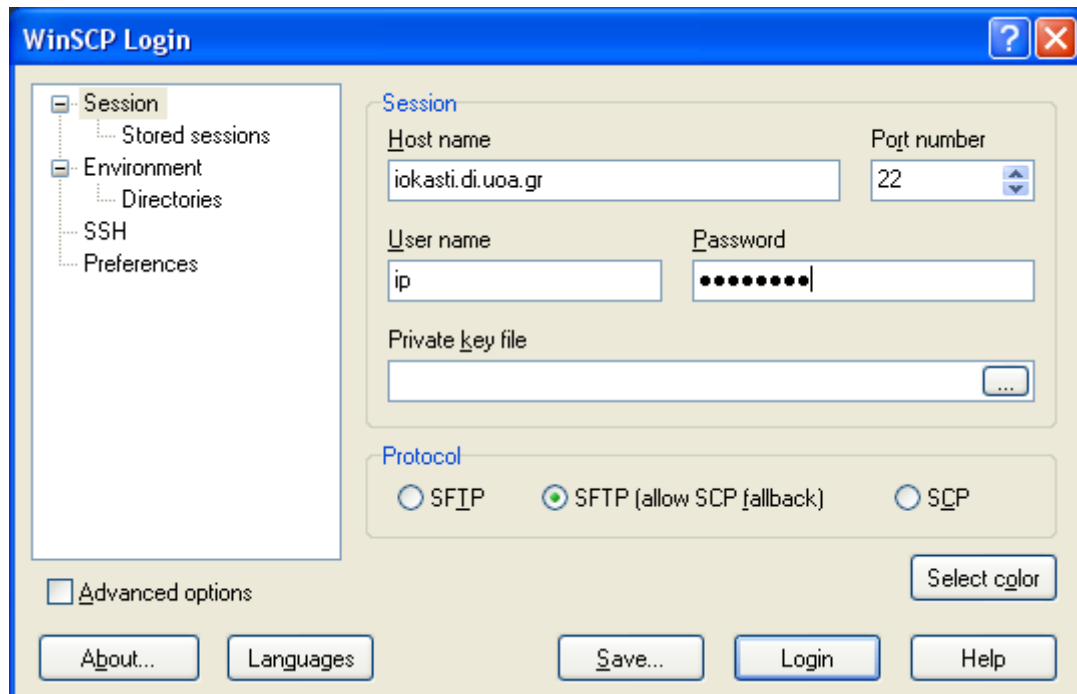 WinSCP Login
Session
Stored sessions
Environment
Directories
SSH
Preferences
Session
Host name
Port number
iokasti.di.uoa.gr
22
User name
Password
ip
••••••••
Private key file
...
Protocol
SFTP
SFTP (allow SCP fallback)
SCP
Select color
Advanced options
About...
Languages
Save...
Login
Help